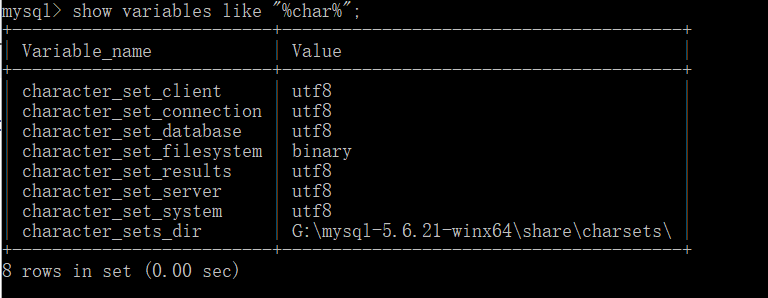 mysql> show variables like "%char%";
Variable_name | Value
character_set_client | utf8
character_set_connection | utf8
character_set_database | utf8
character_set_filesystem | binary
character_set_results | utf8
character_set_server | utf8
character_set_system | utf8
character_sets_dir | G:\mysql-5.6.21-winx64\share\charsets\
8 rows in set (0.00 sec)